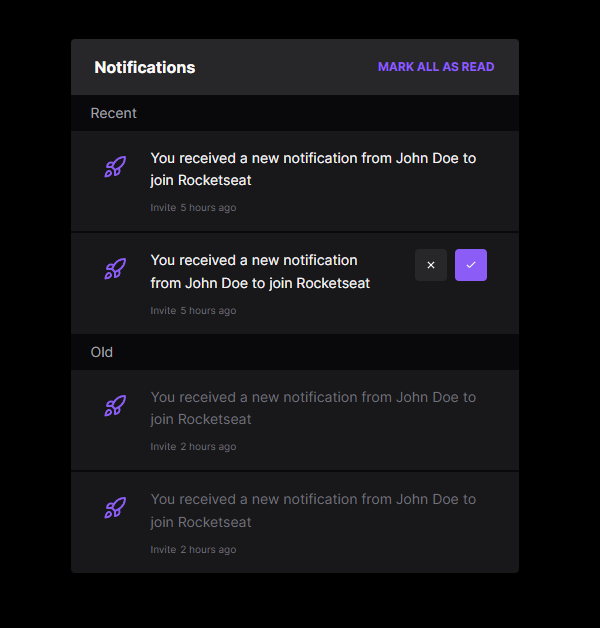 Notifications
MARK ALL AS READ
Recent
You received a new notification from John Doe to
join Rocketseat
Invite 5 hours ago
You received a new notification
from John Doe to join Rocketseat
Invite 5 hours ago
Old
You received a new notification from John Doe to
join Rocketseat
Invite 2 hours ago
You received a new notification from John Doe to
join Rocketseat
Invite 2 hours ago